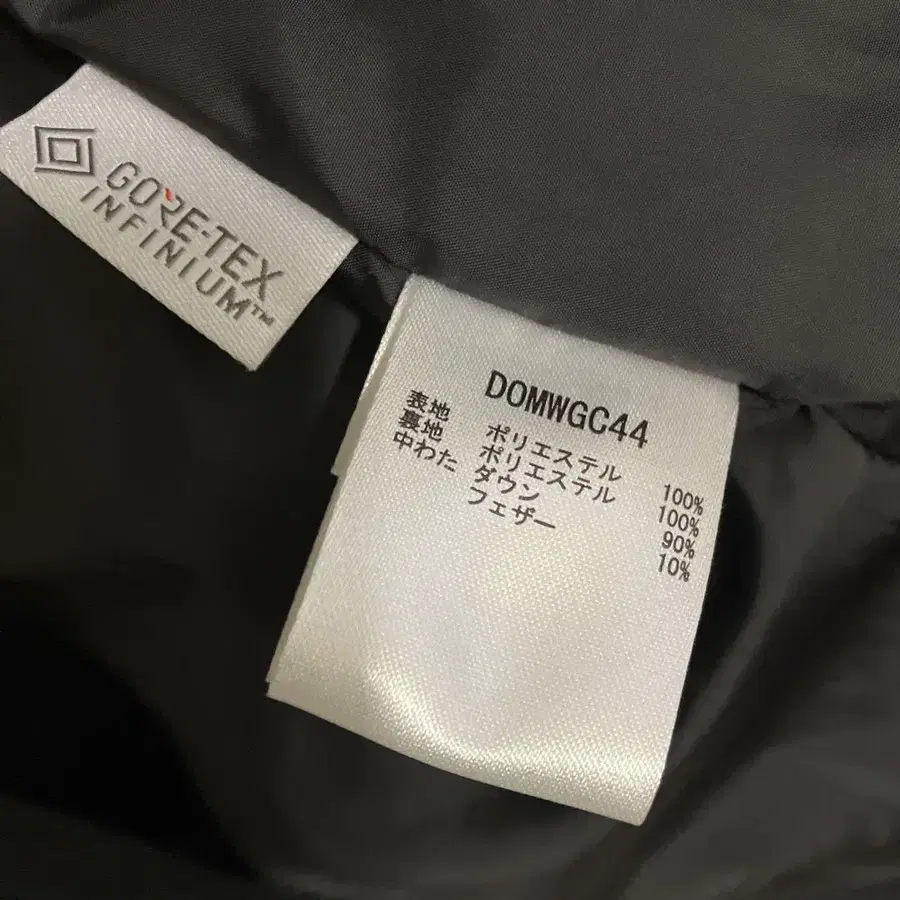 GORE-TEX
INFINIUM™
DOMWGC44
表地 ポリエステル 100%
裏地 ポリエステル 100%
中わた ダウン 90%
フェザー 10%